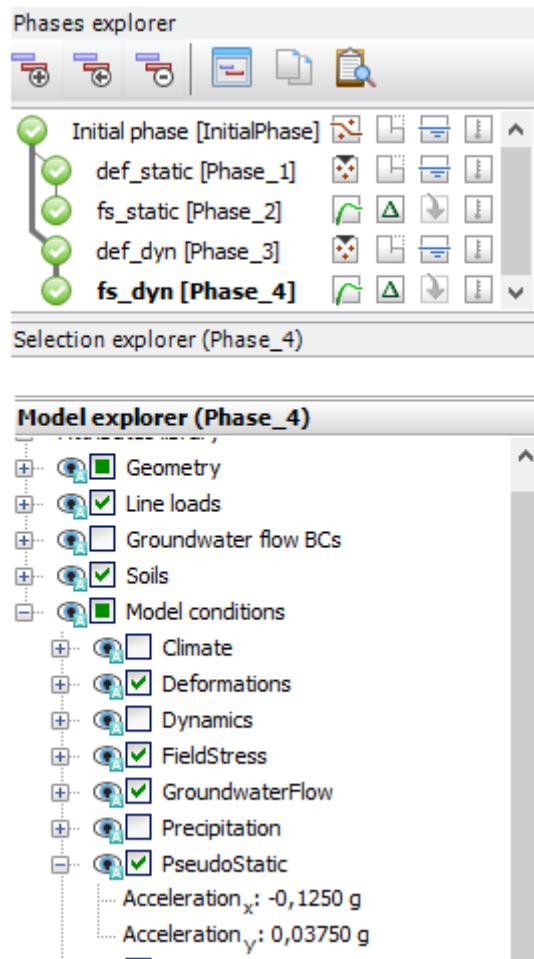 Phases explorer
Initial phase [InitialPhase]
def_static [Phase_1]
fs_static [Phase_2]
def_dyn [Phase_3]
fs_dyn [Phase_4]
Selection explorer (Phase_4)
Model explorer (Phase_4)
Geometry
Line loads
Groundwater flow BCs
Soils
Model conditions
Climate
Deformations
Dynamics
FieldStress
GroundwaterFlow
Precipitation
PseudoStatic
Acceleration x: -0,1250 g
Acceleration y: 0,03750 g